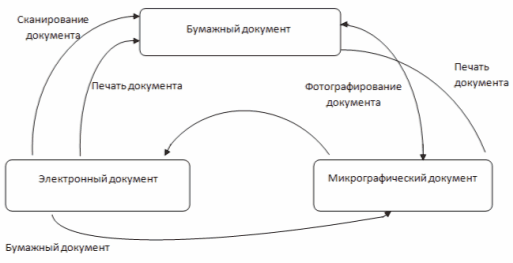 Сканирование
документа
Бумажный документ
Печать документа
Фотографирование
документа
Печать
документа
Электронный документ
Микрографический документ
Бумажный документ